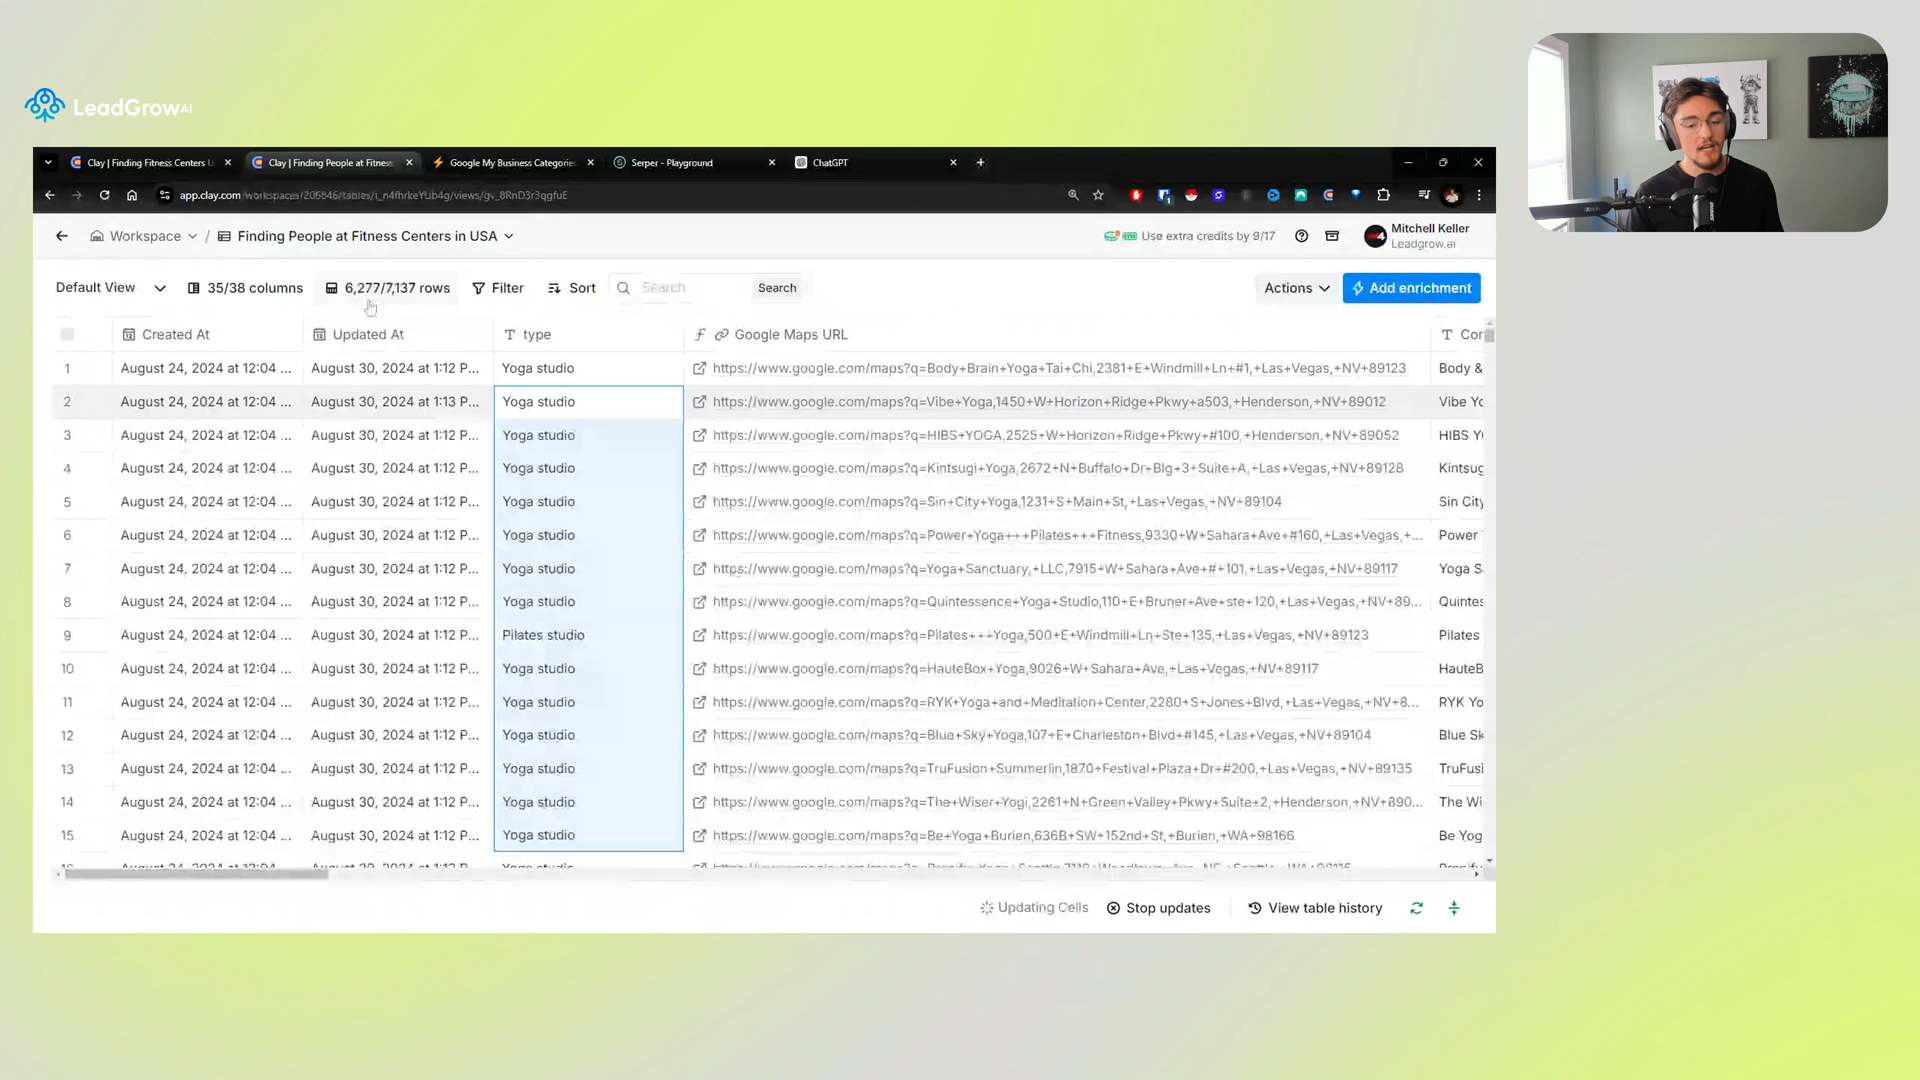 LeadGrow AI
Clay | Finding Fitness Centers U
Clay | Finding People at Fitness
Google My Business Categories
Serper - Playground
ChatGPT
app.clay.com/workspaces/206846/tables/t_n4fhrkeYUb4g/views/gv_8RnD3r3qgfuE
Workspace / Finding People at Fitness Centers in USA
Use extra credits by 9/17
Mitchell Keller
Leadgrow.ai
Default View 35/38 columns 6,277/7,137 rows Filter Sort Search Search Actions Add enrichment
Created At Updated At type Google Maps URL Cor
1 August 24, 2024 at 12:04 ... August 30, 2024 at 1:12 P... Yoga studio https://www.google.com/maps?q=Body+Brain+Yoga+Tai+Chi,2381+E+Windmill+Ln+#1,+Las+Vegas,+NV+89123 Body &
2 August 24, 2024 at 12:04 ... August 30, 2024 at 1:13 P... Yoga studio https://www.google.com/maps?q=Vibe+Yoga,1450+W+Horizon+Ridge+Pkwy+a503,+Henderson,+NV+89012 Vibe Yo
3 August 24, 2024 at 12:04 ... August 30, 2024 at 1:12 P... Yoga studio https://www.google.com/maps?q=HIBS+YOGA,2525+W+Horizon+Ridge+Pkwy+#100,+Henderson,+NV+89052 HIBS Y
4 August 24, 2024 at 12:04 ... August 30, 2024 at 1:12 P... Yoga studio https://www.google.com/maps?q=Kintsugi+Yoga,2672+N+Buffalo+Dr+Blg+3+Suite+A,+Las+Vegas,+NV+89128 Kintsug
5 August 24, 2024 at 12:04 ... August 30, 2024 at 1:12 P... Yoga studio https://www.google.com/maps?q=Sin+City+Yoga,1231+S+Main+St,+Las+Vegas,+NV+89104 Sin City
6 August 24, 2024 at 12:04 ... August 30, 2024 at 1:12 P... Yoga studio https://www.google.com/maps?q=Power+Yoga+++Pilates+++Fitness,9330+W+Sahara+Ave+#160,+Las+Vegas,+... Power
7 August 24, 2024 at 12:04 ... August 30, 2024 at 1:12 P... Yoga studio https://www.google.com/maps?q=Yoga+Sanctuary,+LLC,7915+W+Sahara+Ave+#+101,+Las+Vegas,+NV+89117 Yoga S
8 August 24, 2024 at 12:04 ... August 30, 2024 at 1:12 P... Yoga studio https://www.google.com/maps?q=Quintessence+Yoga+Studio,110+E+Bruner+Ave+ste+120,+Las+Vegas,+NV+89... Quintes
9 August 24, 2024 at 12:04 ... August 30, 2024 at 1:12 P... Pilates studio https://www.google.com/maps?q=Pilates+++Yoga,500+E+Windmill+Ln+Ste+135,+Las+Vegas,+NV+89123 Pilates
10 August 24, 2024 at 12:04 ... August 30, 2024 at 1:12 P... Yoga studio https://www.google.com/maps?q=HauteBox+Yoga,9026+W+Sahara+Ave,+Las+Vegas,+NV+89117 HauteB
11 August 24, 2024 at 12:04 ... August 30, 2024 at 1:12 P... Yoga studio https://www.google.com/maps?q=RYK+Yoga+and+Meditation+Center,2280+S+Jones+Blvd,+Las+Vegas,+NV+8... RYK Yo
12 August 24, 2024 at 12:04 ... August 30, 2024 at 1:12 P... Yoga studio https://www.google.com/maps?q=Blue+Sky+Yoga,107+E+Charleston+Blvd+#145,+Las+Vegas,+NV+89104 Blue Sk
13 August 24, 2024 at 12:04 ... August 30, 2024 at 1:12 P... Yoga studio https://www.google.com/maps?q=TruFusion+Summerlin,1870+Festival+Plaza+Dr+#200,+Las+Vegas,+NV+89135 TruFusi
14 August 24, 2024 at 12:04 ... August 30, 2024 at 1:12 P... Yoga studio https://www.google.com/maps?q=The+Wiser+Yogi,2261+N+Green+Valley+Pkwy+Suite+2,+Henderson,+NV+890... The Wi
15 August 24, 2024 at 12:04 ... August 30, 2024 at 1:12 P... Yoga studio https://www.google.com/maps?q=Be+Yoga+Burien,636B+SW+152nd+St,+Burien,+WA+98166 Be Yog
Updating Cells Stop updates View table history